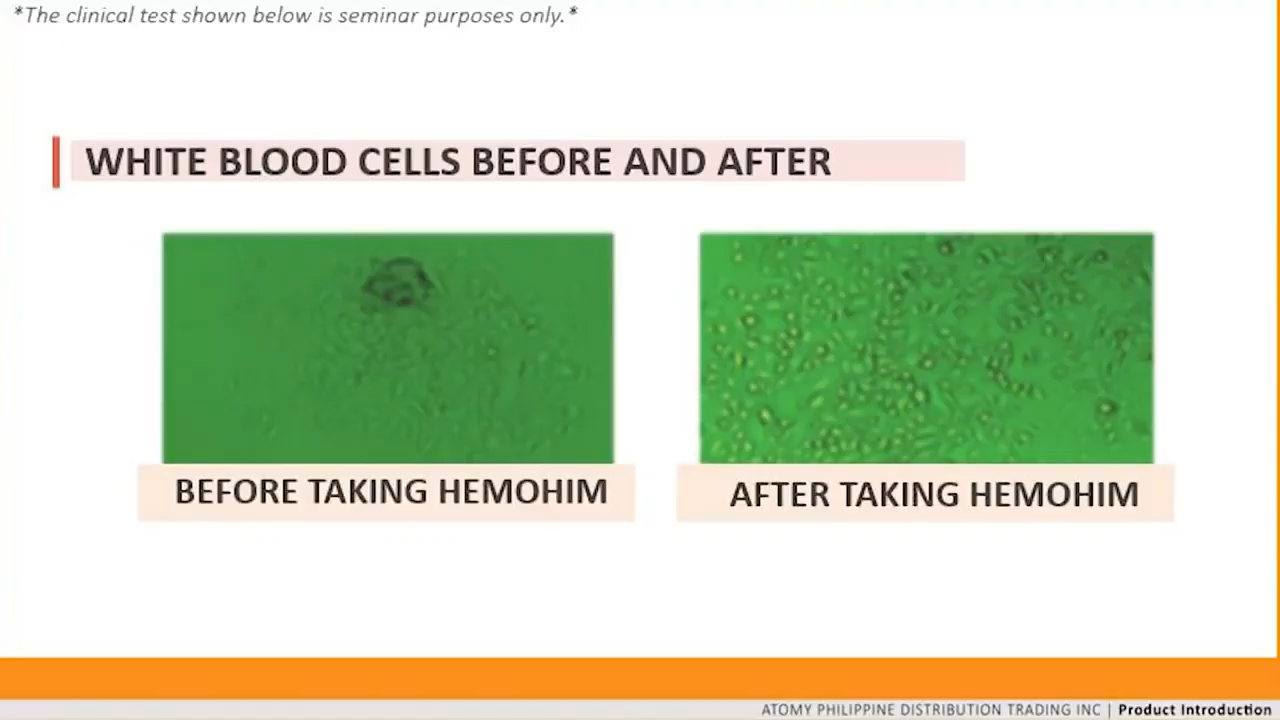 *The clinical test shown below is seminar purposes only.*
WHITE BLOOD CELLS BEFORE AND AFTER
BEFORE TAKING HEMOHIM
AFTER TAKING HEMOHIM
ATOMY PHILIPPINE DISTRIBUTION TRADING INC | Product Introduction